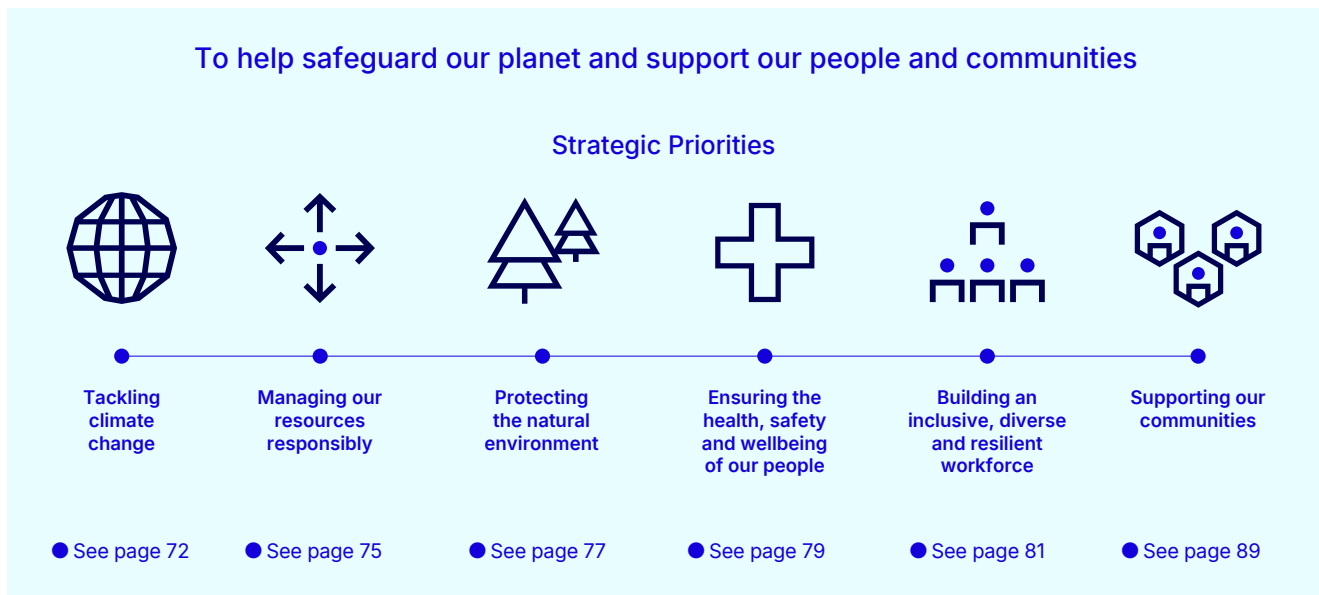 To help safeguard our planet and support our people and communities
Strategic Priorities
Tackling
climate
change
Managing our
resources
responsibly
Protecting
the natural
environment
Ensuring the
health, safety
and wellbeing
of our people
Building an
inclusive, diverse
and resilient
workforce
Supporting our
communities
See page 72
See page 75
See page 77
See page 79
See page 81
See page 89